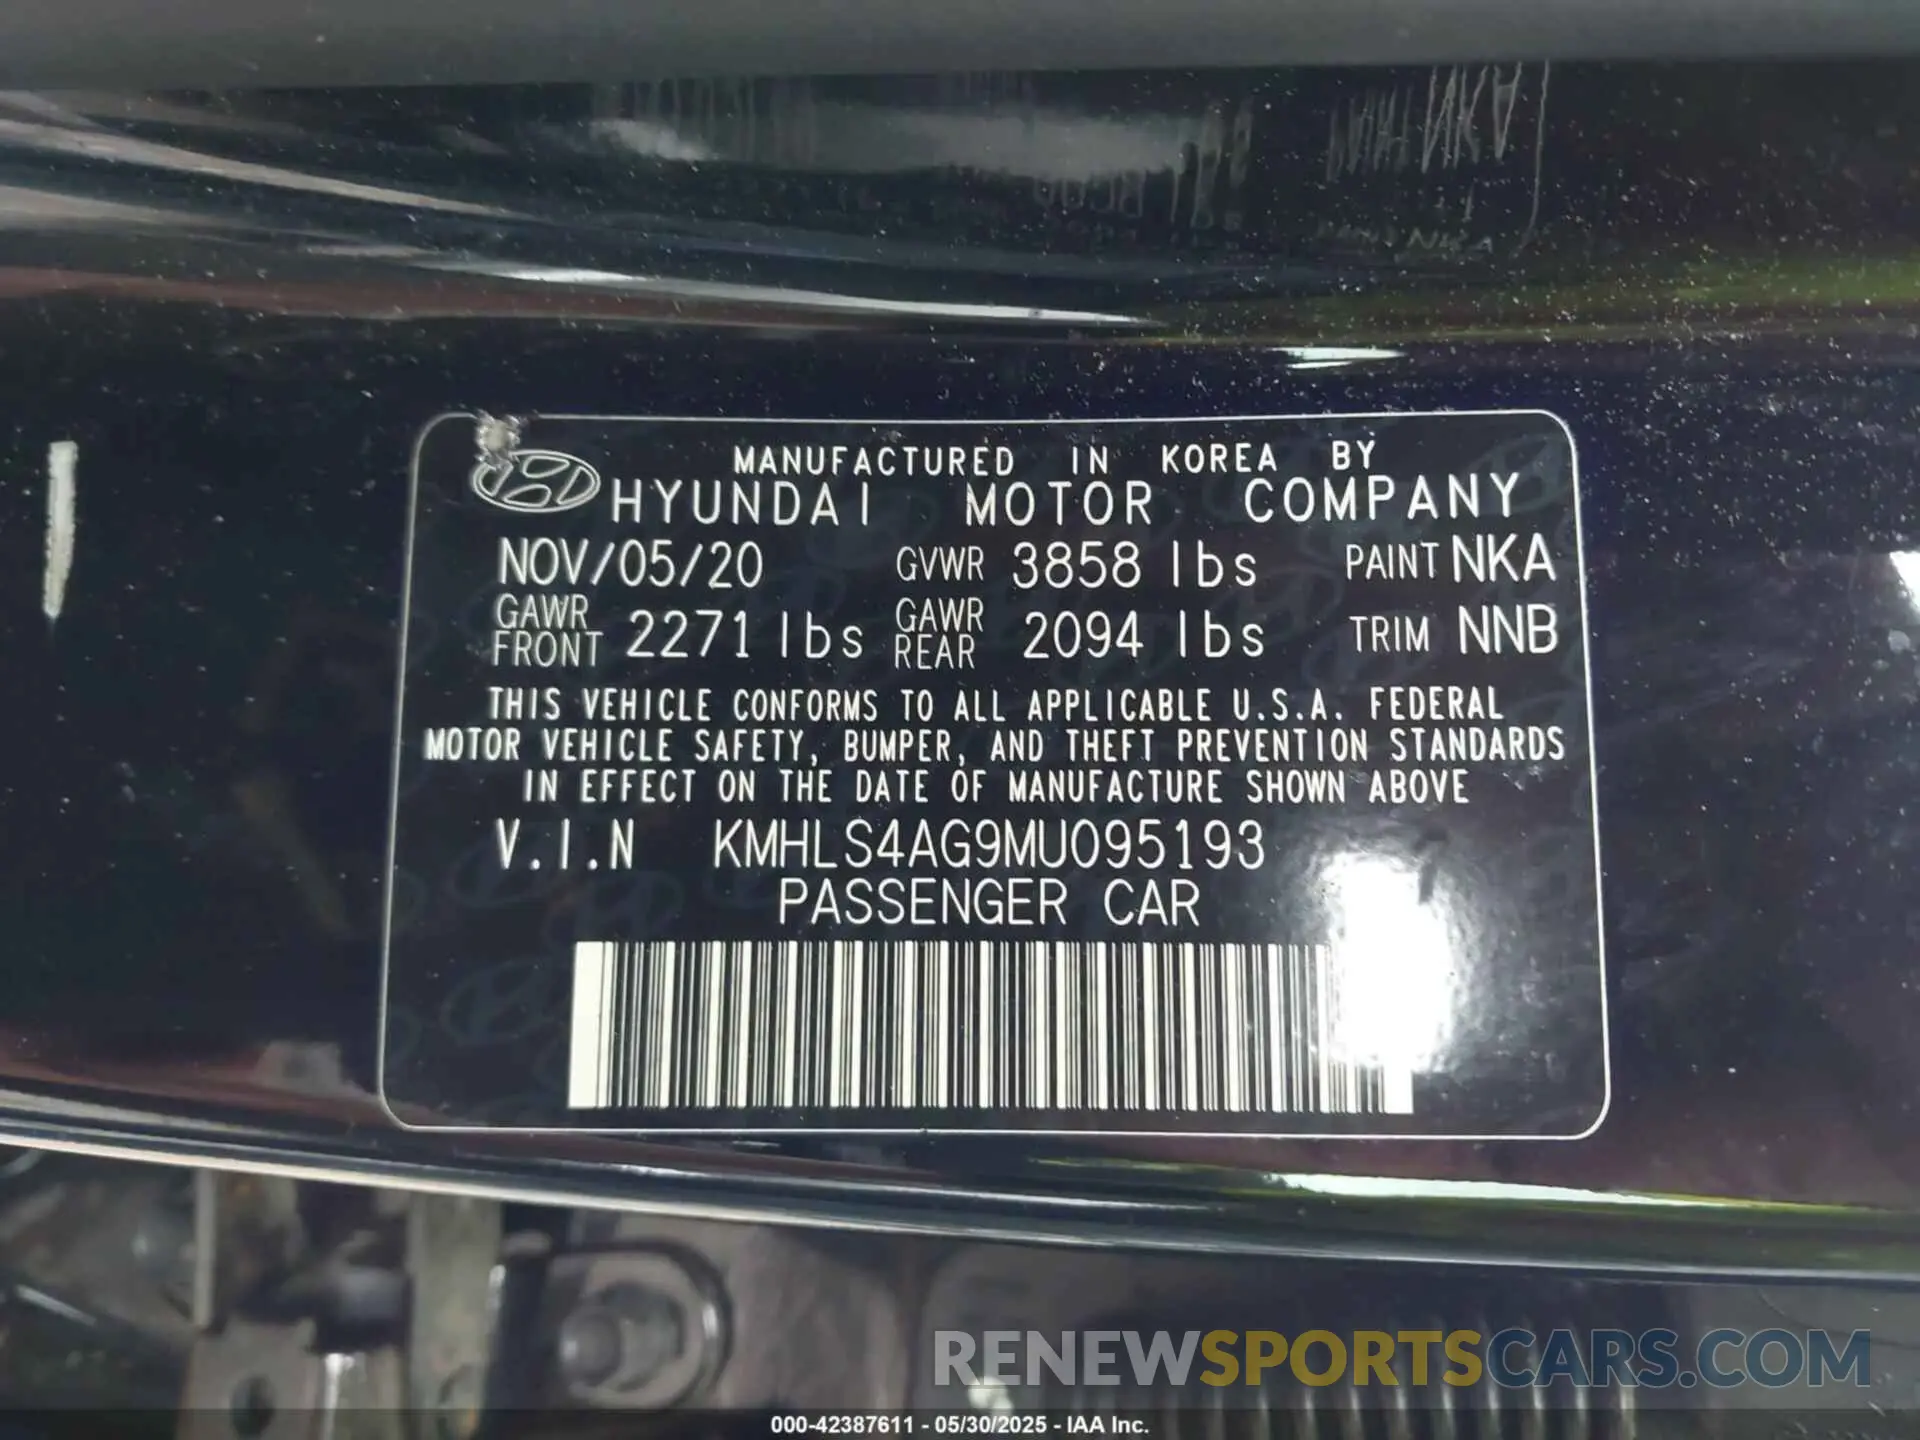 MANUFACTURED IN KOREA BY
HYUNDAI MOTOR COMPANY
NOV/05/20 GVWR 3858 lbs PAINT NKA
GAWR FRONT 2271 lbs GAWR REAR 2094 lbs TRIM NNB
THIS VEHICLE CONFORMS TO ALL APPLICABLE U.S.A. FEDERAL
MOTOR VEHICLE SAFETY, BUMPER, AND THEFT PREVENTION STANDARDS
IN EFFECT ON THE DATE OF MANUFACTURE SHOWN ABOVE
V.I.N KMHLS4AG9MU095193
PASSENGER CAR
RENEWSPORTSCARS.COM
000-42387611 - 05/30/2025 - IAA Inc.